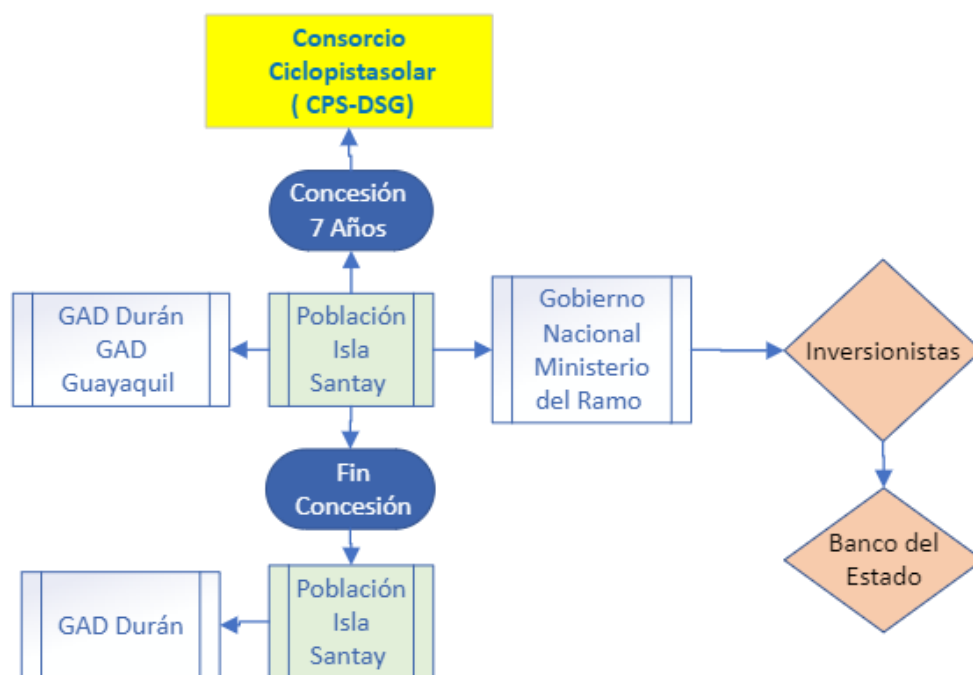 Consorcio
Ciclopistasolar
( CPS-DSG)
Concesión
7 Años
GAD Durán
GAD
Guayaquil
Población
Isla
Santay
Gobierno
Nacional
Ministerio
del Ramo
Inversionistas
Fin
Concesión
Banco del
Estado
GAD Durán
Población
Isla
Santay